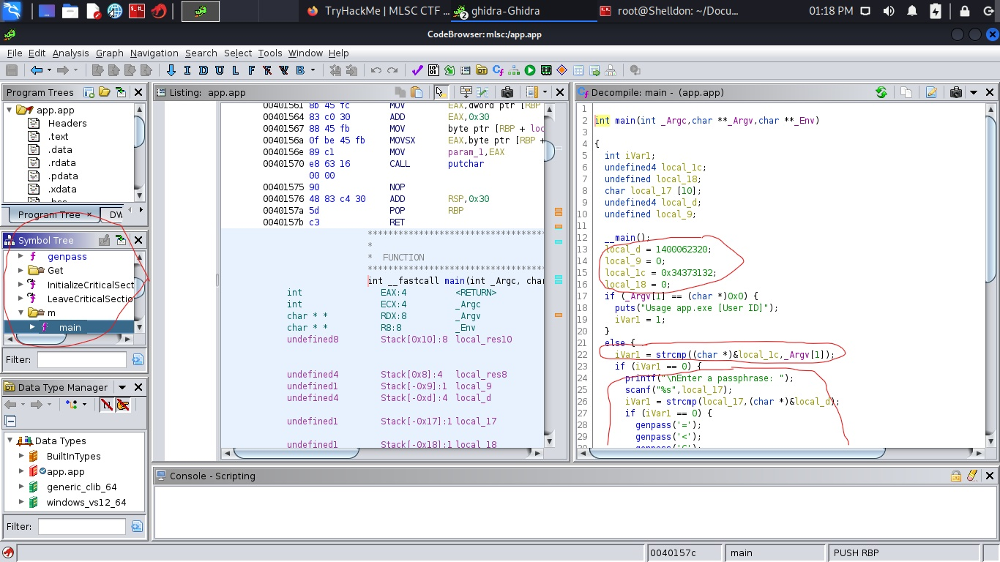 TryHackMe | MLSC CTF ...
2
ghidra-Ghidra
root@Shelldon: ~/Docu...
01:18 PM
CodeBrowser: mlsc:/app.app
File Edit Analysis Graph Navigation Search Select Tools Window Help
I D U L F B
Program Trees
app.app
Headers
.text
.data
.rdata
.pdata
.xdata
.bss
Program Tree × DW
Symbol Tree
genpass
Get
InitializeCriticalSect
LeaveCriticalSectio
m
main
Filter:
Data Type Manager
Data Types
BuiltInTypes
app.app
generic_clib_64
windows_vs12_64
Filter:
Listing: app.app
00401561 8b 45 fc MOV EAX,dword ptr [RBP
00401564 83 c0 30 ADD EAX,0x30
00401567 88 45 fb MOV byte ptr [RBP + loc
0040156a 0f be 45 fb MOVSX EAX,byte ptr [RBP +
0040156e 89 c1 MOV param_1,EAX
00401570 e8 63 16 CALL putchar
00 00
00401575 90 NOP
00401576 48 83 c4 30 ADD RSP,0x30
0040157a 5d POP RBP
0040157b c3 RET
*
* FUNCTION
int __fastcall main(int _Argc, char
int EAX:4 <RETURN>
int ECX:4 _Argc
char * * RDX:8 _Argv
char * * R8:8 _Env
undefined8 Stack[0x10]:8 local_res10
undefined4 Stack[0x8]:4 local_res8
undefined1 Stack[-0x9]:1 local_9
undefined4 Stack[-0xd]:4 local_d
undefined1 Stack[-0x17]:1 local_17
undefined1 Stack[-0x18]:1 local_18
Decompile: main - (app.app)
1
2 int main(int _Argc,char **_Argv,char **_Env)
3
4 {
5 int iVar1;
6 undefined4 local_1c;
7 undefined local_18;
8 char local_17 [10];
9 undefined4 local_d;
10 undefined local_9;
11
12 __main();
13 local_d = 1400062320;
14 local_9 = 0;
15 local_1c = 0x34373132;
16 local_18 = 0;
17 if (_Argv[1] == (char *)0x0) {
18 puts("Usage app.exe [User ID]");
19 iVar1 = 1;
20 }
21 else {
22 iVar1 = strcmp((char *)&local_1c,_Argv[1]);
23 if (iVar1 == 0) {
24 printf("\nEnter a passphrase: ");
25 scanf("%s",local_17);
26 iVar1 = strcmp(local_17,(char *)&local_d);
27 if (iVar1 == 0) {
28 genpass('=');
29 genpass('<');
Console - Scripting
0040157c main PUSH RBP